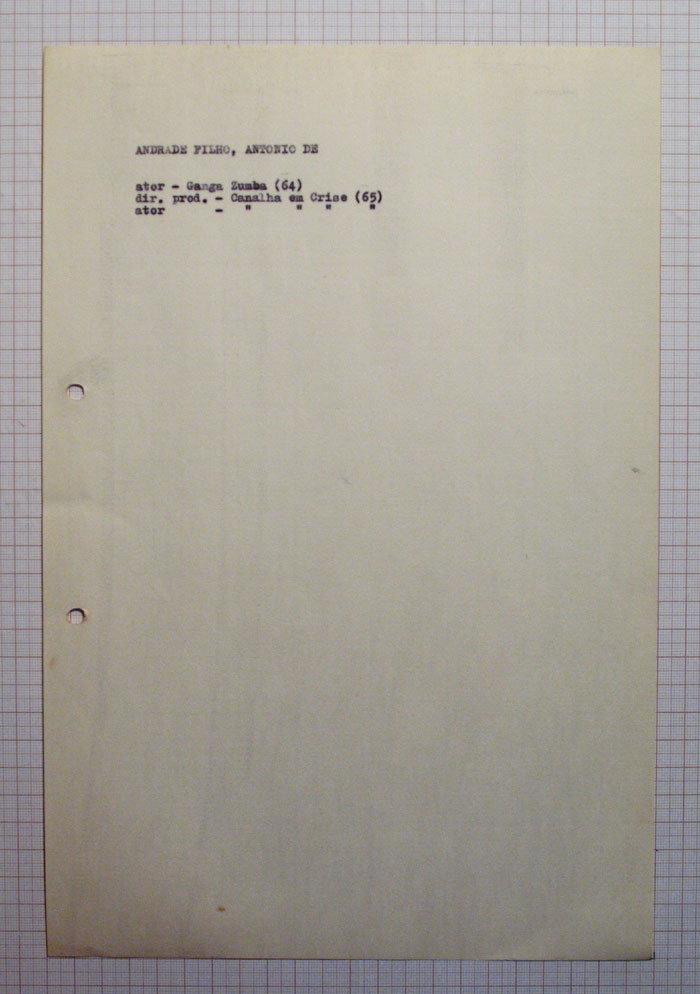 ANDRADE FILHO, ANTONIO DE
ator - Ganga Zumba (64)
dir. prod. - Canalha em Crise (65)
ator - " " " "